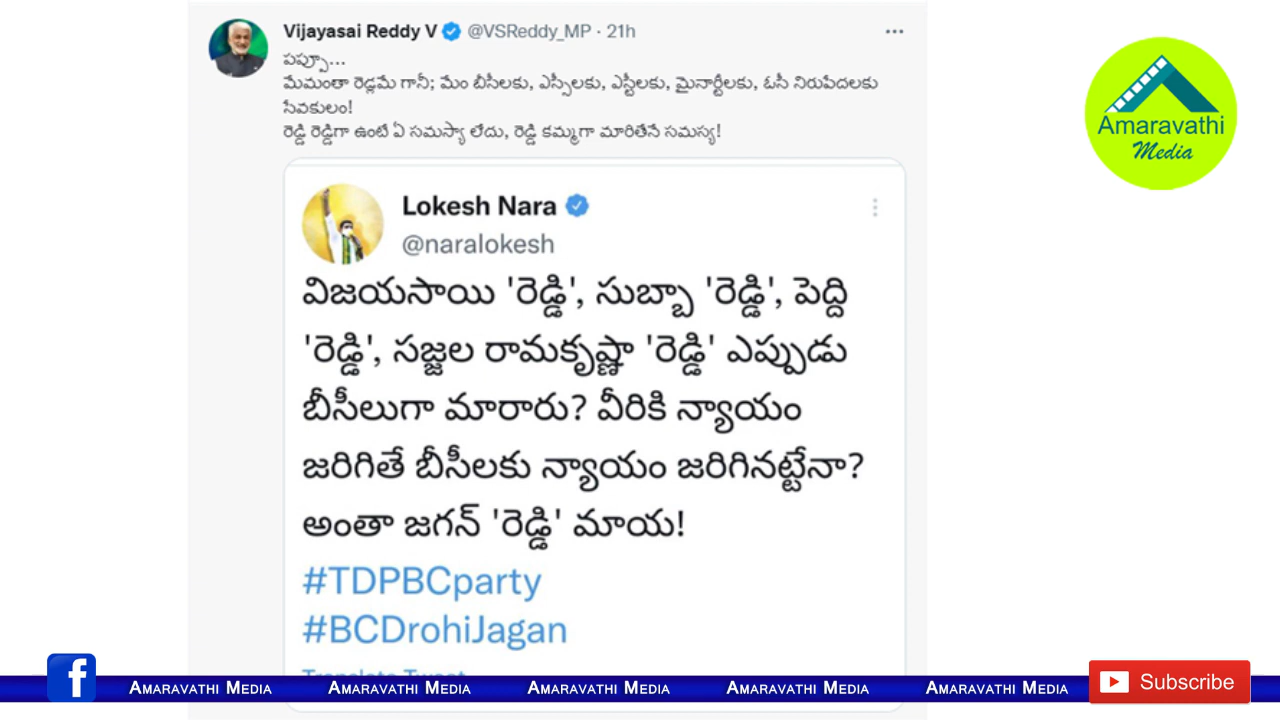 Vijayasai Reddy V @VSReddy_MP · 21h
పప్పూ...
మేమంతా రెడ్లమే గానీ; మేం బీసీలకు, ఎస్సీలకు, ఎస్టీలకు, మైనార్టీలకు, ఓసీ నిరుపేదలకు
సేవకులం!
రెడ్డి రెడ్డిగా ఉంటే ఏ సమస్యా లేదు, రెడ్డి కమ్మగా మారితేనే సమస్య!
Lokesh Nara
@naralokesh
విజయసాయి 'రెడ్డి', సుబ్బా 'రెడ్డి', పెద్ది
'రెడ్డి', సజ్జల రామకృష్ణా 'రెడ్డి' ఎప్పుడు
బీసీలుగా మారారు? వీరికి న్యాయం
జరిగితే బీసీలకు న్యాయం జరిగినట్టేనా?
అంతా జగన్ 'రెడ్డి' మాయ!
#TDPBCparty
#BCDrohiJagan
Translate Tweet
Amaravathi
Media
f
Amaravathi Media Amaravathi Media Amaravathi Media Amaravathi Media Amaravathi Media
Subscribe